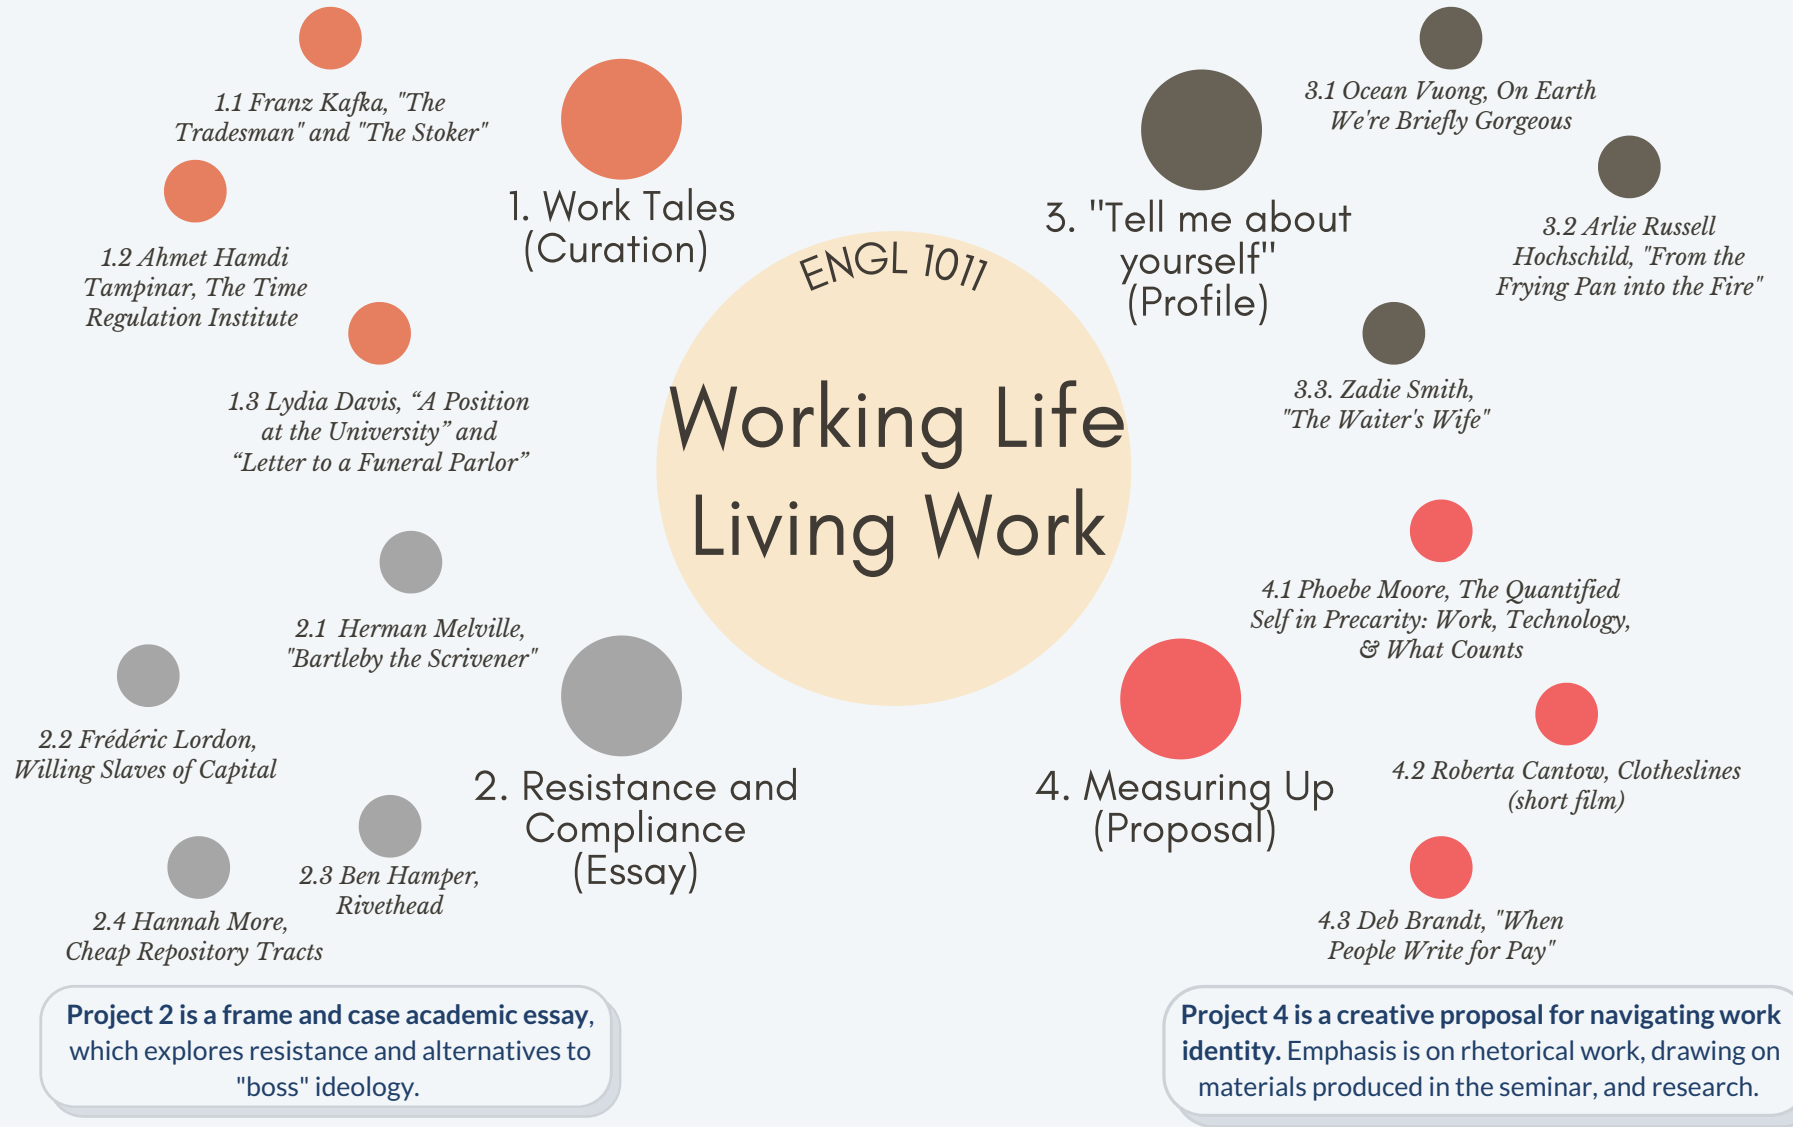 ENGL 1011
Working Life
Living Work
1. Work Tales
(Curation)
1.1 Franz Kafka, "The
Tradesman" and "The Stoker"
1.2 Ahmet Hamdi
Tampinar, The Time
Regulation Institute
1.3 Lydia Davis, “A Position
at the University” and
“Letter to a Funeral Parlor”
2. Resistance and
Compliance
(Essay)
2.1 Herman Melville,
"Bartleby the Scrivener"
2.2 Frédéric Lordon,
Willing Slaves of Capital
2.3 Ben Hamper,
Rivethead
2.4 Hannah More,
Cheap Repository Tracts
Project 2 is a frame and case academic essay,
which explores resistance and alternatives to
"boss" ideology.
3. "Tell me about
yourself"
(Profile)
3.1 Ocean Vuong, On Earth
We're Briefly Gorgeous
3.2 Arlie Russell
Hochschild, "From the
Frying Pan into the Fire"
3.3. Zadie Smith,
"The Waiter's Wife"
4. Measuring Up
(Proposal)
4.1 Phoebe Moore, The Quantified
Self in Precarity: Work, Technology,
& What Counts
4.2 Roberta Cantow, Clotheslines
(short film)
4.3 Deb Brandt, "When
People Write for Pay"
Project 4 is a creative proposal for navigating work
identity. Emphasis is on rhetorical work, drawing on
materials produced in the seminar, and research.